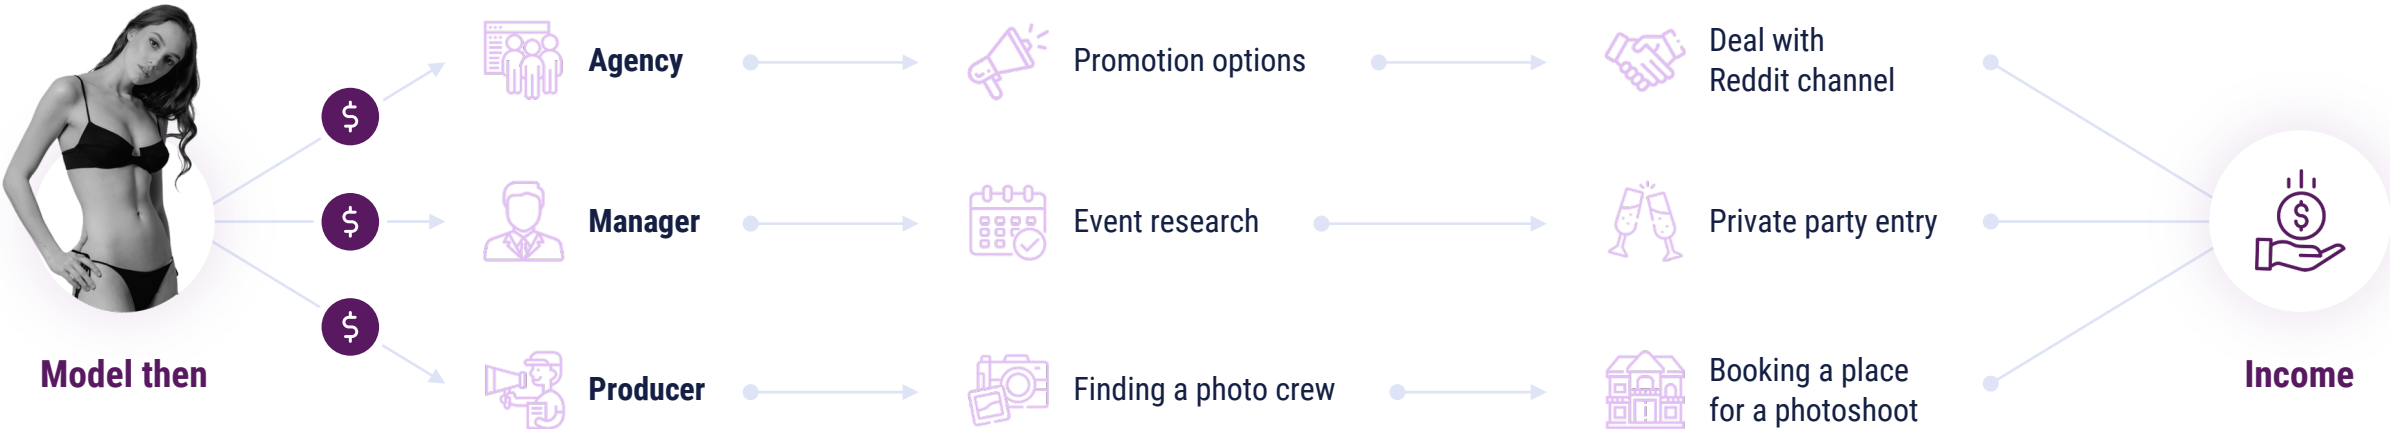 Agency
Promotion options
Deal with
Reddit channel
$
$
Manager
Event research
Private party entry
$
$
Producer
Finding a photo crew
Booking a place
for a photoshoot
Model then
Income